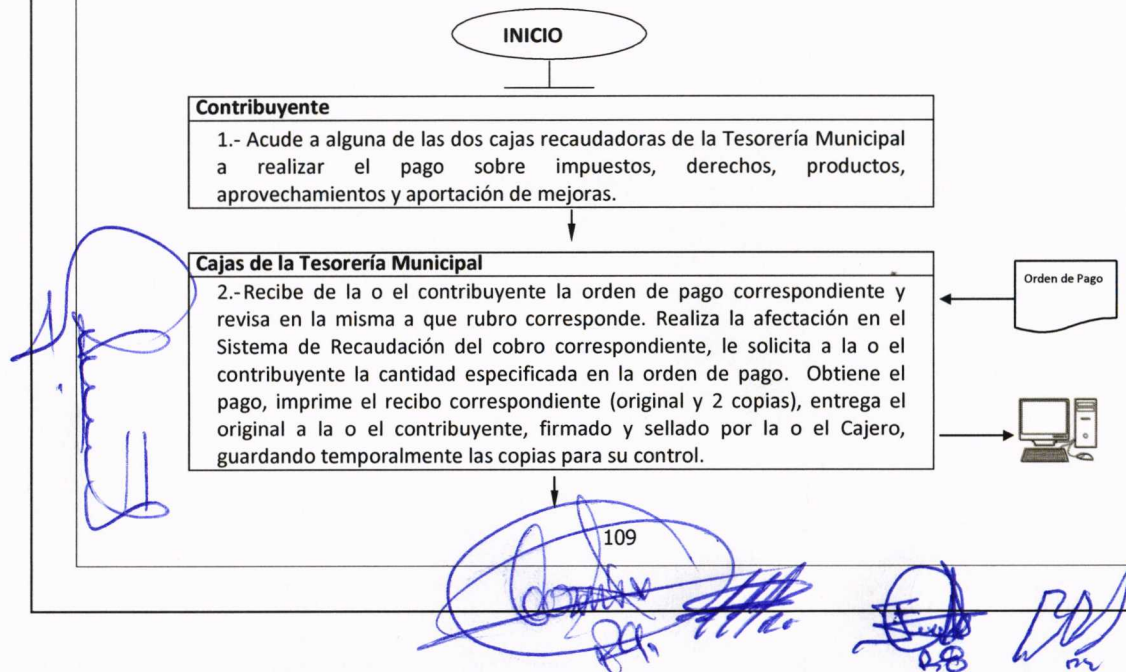 INICIO
Contribuyente
1.- Acude a alguna de las dos cajas recaudadoras de la Tesorería Municipal
a realizar el pago sobre impuestos, derechos, productos,
aprovechamientos y aportación de mejoras.
Cajas de la Tesorería Municipal
2.-Recibe de la o el contribuyente la orden de pago correspondiente y
revisa en la misma a que rubro corresponde. Realiza la afectación en el
Sistema de Recaudación del cobro correspondiente, le solicita a la o el
contribuyente la cantidad especificada en la orden de pago. Obtiene el
pago, imprime el recibo correspondiente (original y 2 copias), entrega el
original a la o el contribuyente, firmado y sellado por la o el Cajero,
guardando temporalmente las copias para su control.
Orden de Pago
109